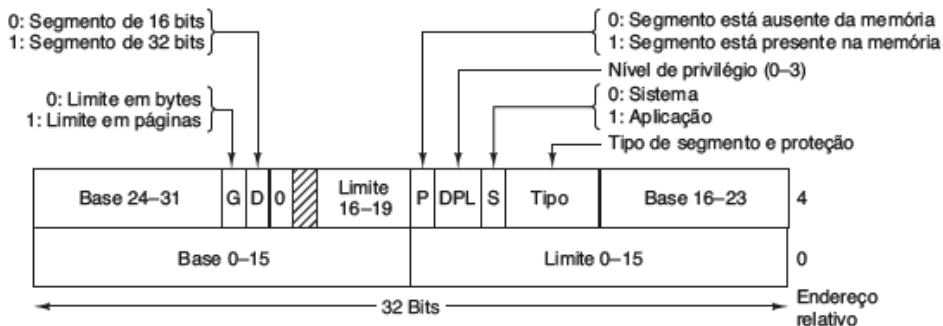 0: Segmento de 16 bits
1: Segmento de 32 bits
0: Segmento está ausente da memória
1: Segmento está presente na memória
Nível de privilégio (0–3)
0: Limite em bytes
1: Limite em páginas
0: Sistema
1: Aplicação
Tipo de segmento e proteção
Base 24–31 G D 0 Limite 16–19 P DPL S Tipo Base 16–23 4
Base 0–15 Limite 0–15 0
32 Bits
Endereço
relativo